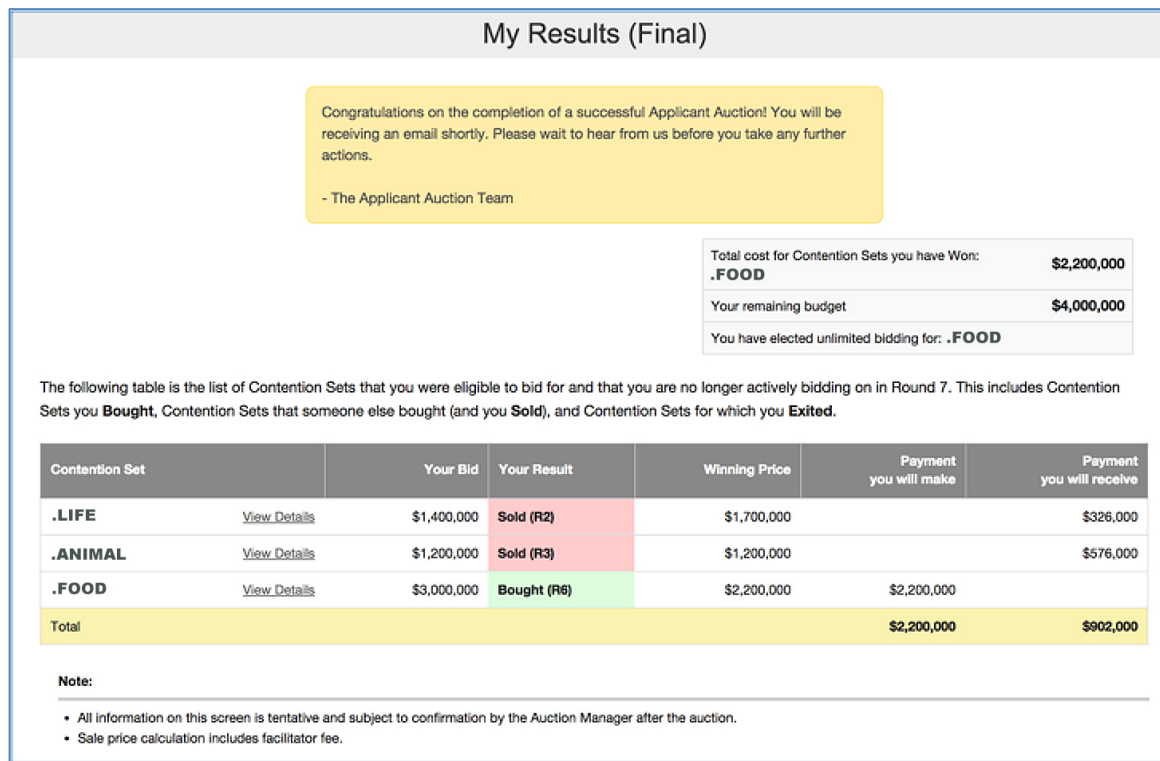 My Results (Final)
Congratulations on the completion of a successful Applicant Auction! You will be
receiving an email shortly. Please wait to hear from us before you take any further
actions.
- The Applicant Auction Team
Total cost for Contention Sets you have Won:
.FOOD $2,200,000
Your remaining budget $4,000,000
You have elected unlimited bidding for: .FOOD
The following table is the list of Contention Sets that you were eligible to bid for and that you are no longer actively bidding on in Round 7. This includes Contention
Sets you Bought, Contention Sets that someone else bought (and you Sold), and Contention Sets for which you Exited.
Contention Set Your Bid Your Result Winning Price Payment you will make Payment you will receive
.LIFE View Details $1,400,000 Sold (R2) $1,700,000 $326,000
.ANIMAL View Details $1,200,000 Sold (R3) $1,200,000 $576,000
.FOOD View Details $3,000,000 Bought (R6) $2,200,000 $2,200,000
Total $2,200,000 $902,000
Note:
• All information on this screen is tentative and subject to confirmation by the Auction Manager after the auction.
• Sale price calculation includes facilitator fee.